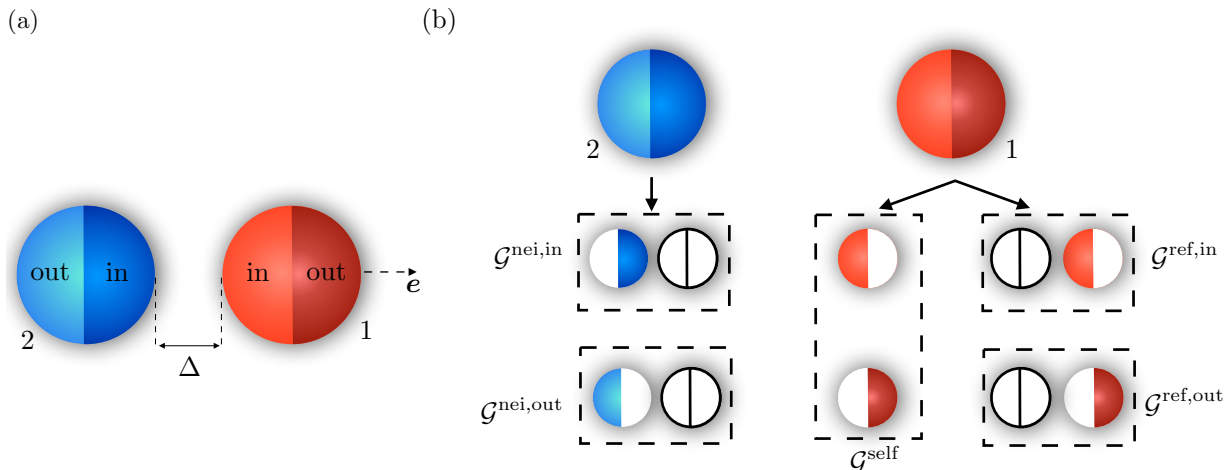 (a)
out in
in out
e
2
1
Δ
(b)
2
1
𝒢^{nei,in}
𝒢^{ref,in}
𝒢^{nei,out}
𝒢^{ref,out}
𝒢^{self}